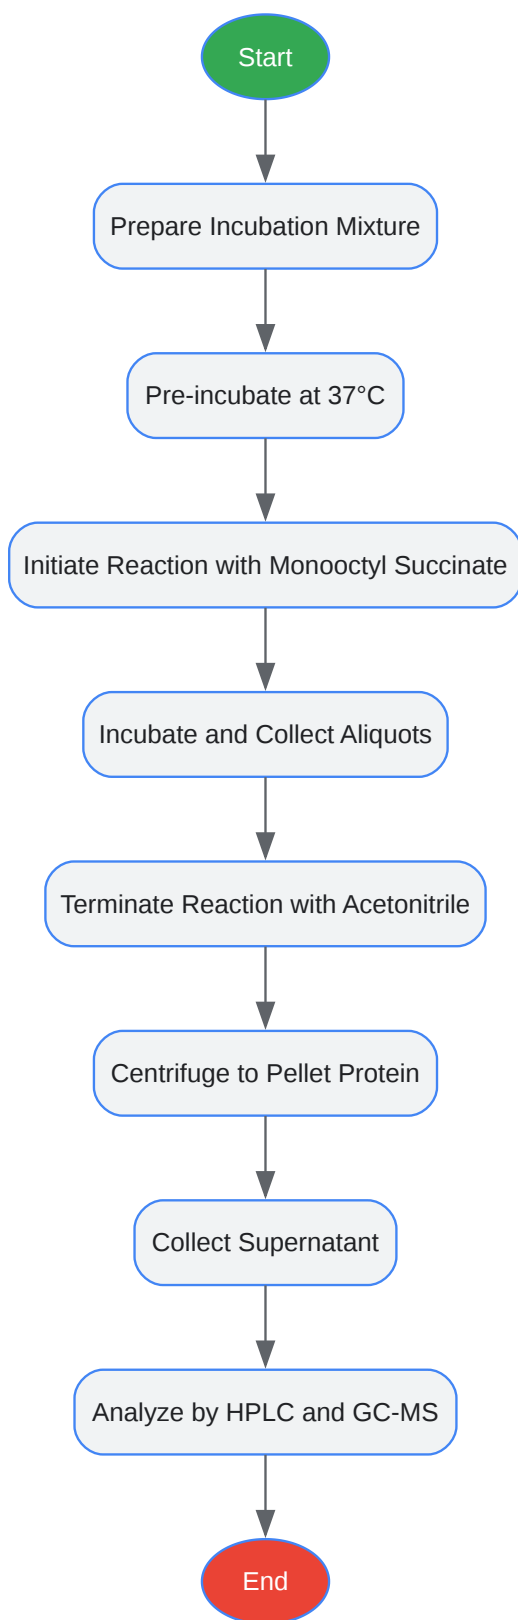 Start
Prepare Incubation Mixture
Pre-incubate at 37°C
Initiate Reaction with Monooctyl Succinate
Incubate and Collect Aliquots
Terminate Reaction with Acetonitrile
Centrifuge to Pellet Protein
Collect Supernatant
Analyze by HPLC and GC-MS
End